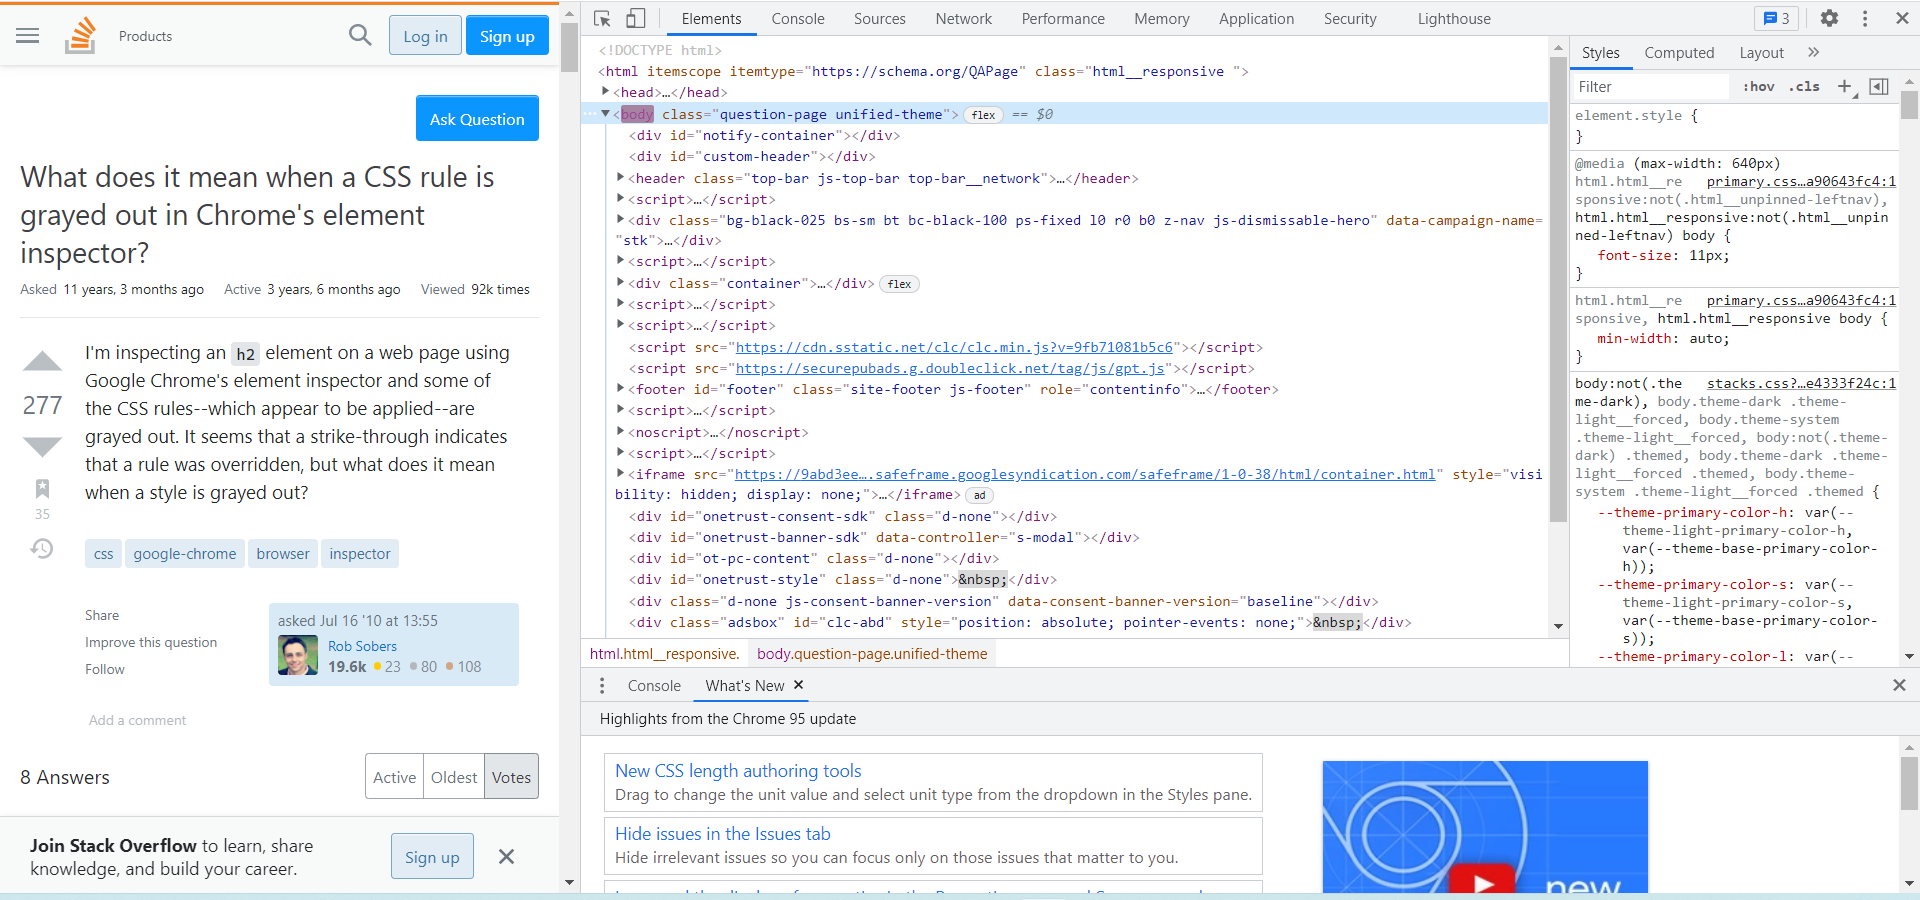 Products
Log in
Sign up
Ask Question
What does it mean when a CSS rule is
grayed out in Chrome's element
inspector?
Asked 11 years, 3 months ago Active 3 years, 6 months ago Viewed 92k times
277
35
I'm inspecting an h2 element on a web page using
Google Chrome's element inspector and some of
the CSS rules--which appear to be applied--are
grayed out. It seems that a strike-through indicates
that a rule was overridden, but what does it mean
when a style is grayed out?
css google-chrome browser inspector
Share
Improve this question
Follow
asked Jul 16 '10 at 13:55
Rob Sobers
19.6k 23 80 108
Add a comment
8 Answers
Active Oldest Votes
Join Stack Overflow to learn, share
knowledge, and build your career.
Sign up
Elements Console Sources Network Performance Memory Application Security Lighthouse 3
<!DOCTYPE html>
<html itemscope itemtype="https://schema.org/QAPage" class="html__responsive ">
<head>…</head>
<body class="question-page unified-theme"> flex == $0
<div id="notify-container"></div>
<div id="custom-header"></div>
<header class="top-bar js-top-bar top-bar__network">…</header>
<script>…</script>
<div class="bg-black-025 bs-sm bt bc-black-100 ps-fixed l0 r0 b0 z-nav js-dismissable-hero" data-campaign-name=
"stk">…</div>
<script>…</script>
<div class="container">…</div> flex
<script>…</script>
<script>…</script>
<script src="https://cdn.sstatic.net/clc/clc.min.js?v=9fb71081b5c6"></script>
<script src="https://securepubads.g.doubleclick.net/tag/js/gpt.js"></script>
<footer id="footer" class="site-footer js-footer" role="contentinfo">…</footer>
<script>…</script>
<noscript>…</noscript>
<script>…</script>
<iframe src="https://9abd3ee….safeframe.googlesyndication.com/safeframe/1-0-38/html/container.html" style="visi
bility: hidden; display: none;">…</iframe> ad
<div id="onetrust-consent-sdk" class="d-none"></div>
<div id="onetrust-banner-sdk" data-controller="s-modal"></div>
<div id="ot-pc-content" class="d-none"></div>
<div id="onetrust-style" class="d-none">&nbsp;</div>
<div class="d-none js-consent-banner-version" data-consent-banner-version="baseline"></div>
<div class="adsbox" id="clc-abd" style="position: absolute; pointer-events: none;">&nbsp;</div>
html.html__responsive. body.question-page.unified-theme
Styles Computed Layout
Filter :hov .cls
element.style {
}
@media (max-width: 640px)
html.html__re primary.css…a90643fc4:1
sponsive:not(.html__unpinned-leftnav),
html.html__responsive:not(.html__unpin
ned-leftnav) body {
font-size: 11px;
}
html.html__re primary.css…a90643fc4:1
sponsive, html.html__responsive body {
min-width: auto;
}
body:not(.the stacks.css?…e4333f24c:1
me-dark), body.theme-dark .theme-
light__forced, body.theme-system
.theme-light__forced, body:not(.theme-
dark) .themed, body.theme-dark .theme-
light__forced .themed, body.theme-
system .theme-light__forced .themed {
--theme-primary-color-h: var(--
theme-light-primary-color-h,
var(--theme-base-primary-color-
h));
--theme-primary-color-s: var(--
theme-light-primary-color-s,
var(--theme-base-primary-color-
s));
--theme-primary-color-l: var(--
Console What's New
Highlights from the Chrome 95 update
New CSS length authoring tools
Drag to change the unit value and select unit type from the dropdown in the Styles pane.
Hide issues in the Issues tab
Hide irrelevant issues so you can focus only on those issues that matter to you.
new